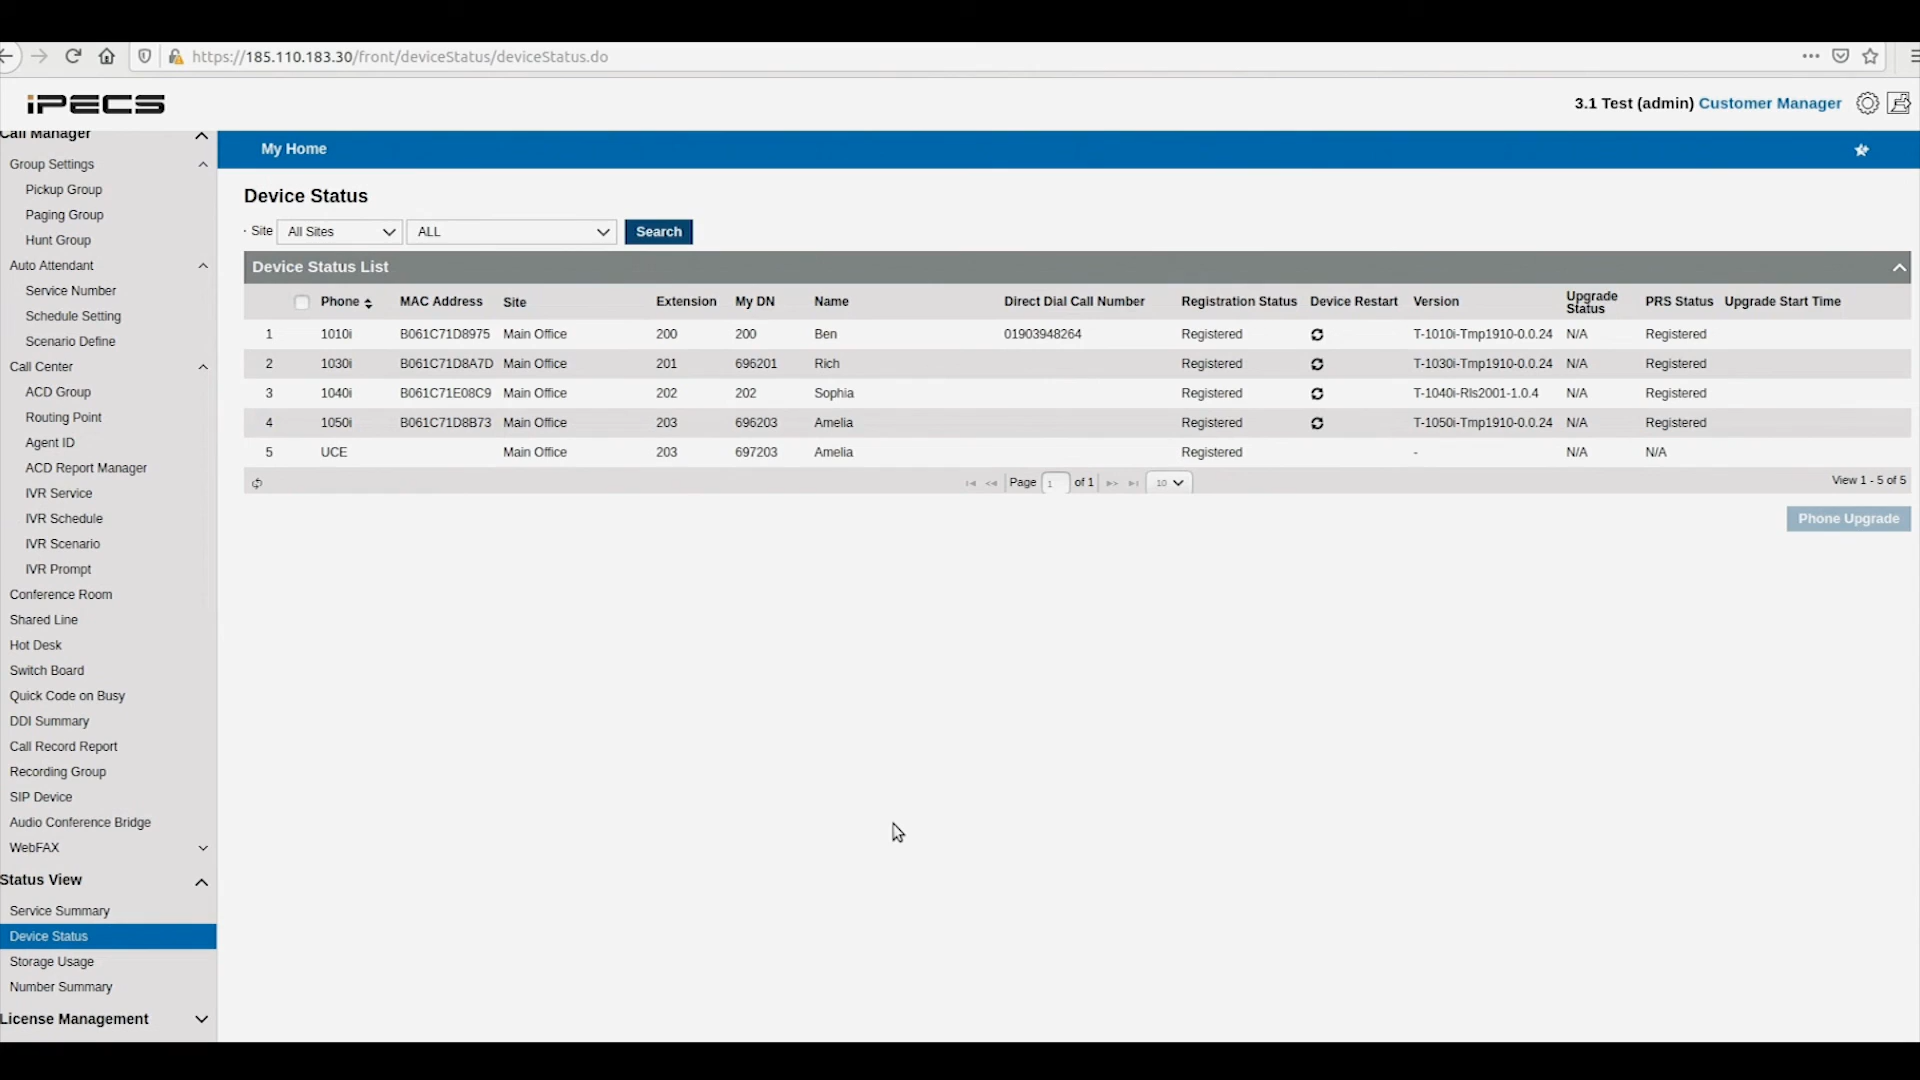 https://185.110.183.30/front/deviceStatus/deviceStatus.do
iPECS
3.1 Test (admin) Customer Manager
Call Manager
Group Settings
Pickup Group
Paging Group
Hunt Group
Auto Attendant
Service Number
Schedule Setting
Scenario Define
Call Center
ACD Group
Routing Point
Agent ID
ACD Report Manager
IVR Service
IVR Schedule
IVR Scenario
IVR Prompt
Conference Room
Shared Line
Hot Desk
Switch Board
Quick Code on Busy
DDI Summary
Call Record Report
Recording Group
SIP Device
Audio Conference Bridge
WebFAX
Status View
Service Summary
Device Status
Storage Usage
Number Summary
License Management
My Home
Device Status
· Site All Sites ALL Search
Device Status List
Phone MAC Address Site Extension My DN Name Direct Dial Call Number Registration Status Device Restart Version Upgrade Status PRS Status Upgrade Start Time
1 1010i B061C71D8975 Main Office 200 200 Ben 01903948264 Registered T-1010i-Tmp1910-0.0.24 N/A Registered
2 1030i B061C71D8A7D Main Office 201 696201 Rich Registered T-1030i-Tmp1910-0.0.24 N/A Registered
3 1040i B061C71E08C9 Main Office 202 202 Sophia Registered T-1040i-Rls2001-1.0.4 N/A Registered
4 1050i B061C71D8B73 Main Office 203 696203 Amelia Registered T-1050i-Tmp1910-0.0.24 N/A Registered
5 UCE Main Office 203 697203 Amelia Registered - N/A N/A
Page 1 of 1 10 View 1 - 5 of 5
Phone Upgrade